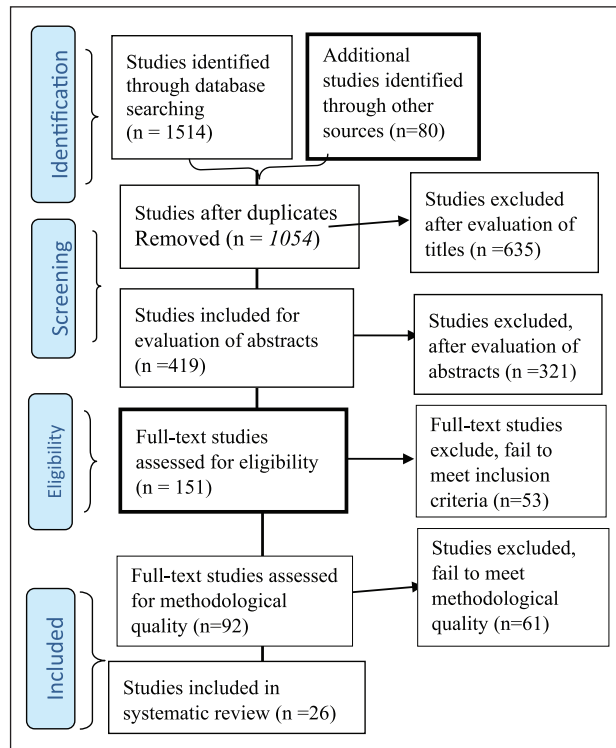 Identification
Studies identified
through database
searching
(n = 1514)
Additional
studies identified
through other
sources (n=80)
Studies after duplicates
Removed (n = 1054)
Studies excluded
after evaluation of
titles (n =635)
Screening
Studies included for
evaluation of abstracts
(n =419)
Studies excluded,
after evaluation of
abstracts (n =321)
Eligibility
Full-text studies
assessed for eligibility
(n = 151)
Full-text studies
exclude, fail to
meet inclusion
criteria (n=53)
Full-text studies assessed
for methodological
quality (n=92)
Studies excluded,
fail to meet
methodological
quality (n=61)
Included
Studies included in
systematic review (n =26)